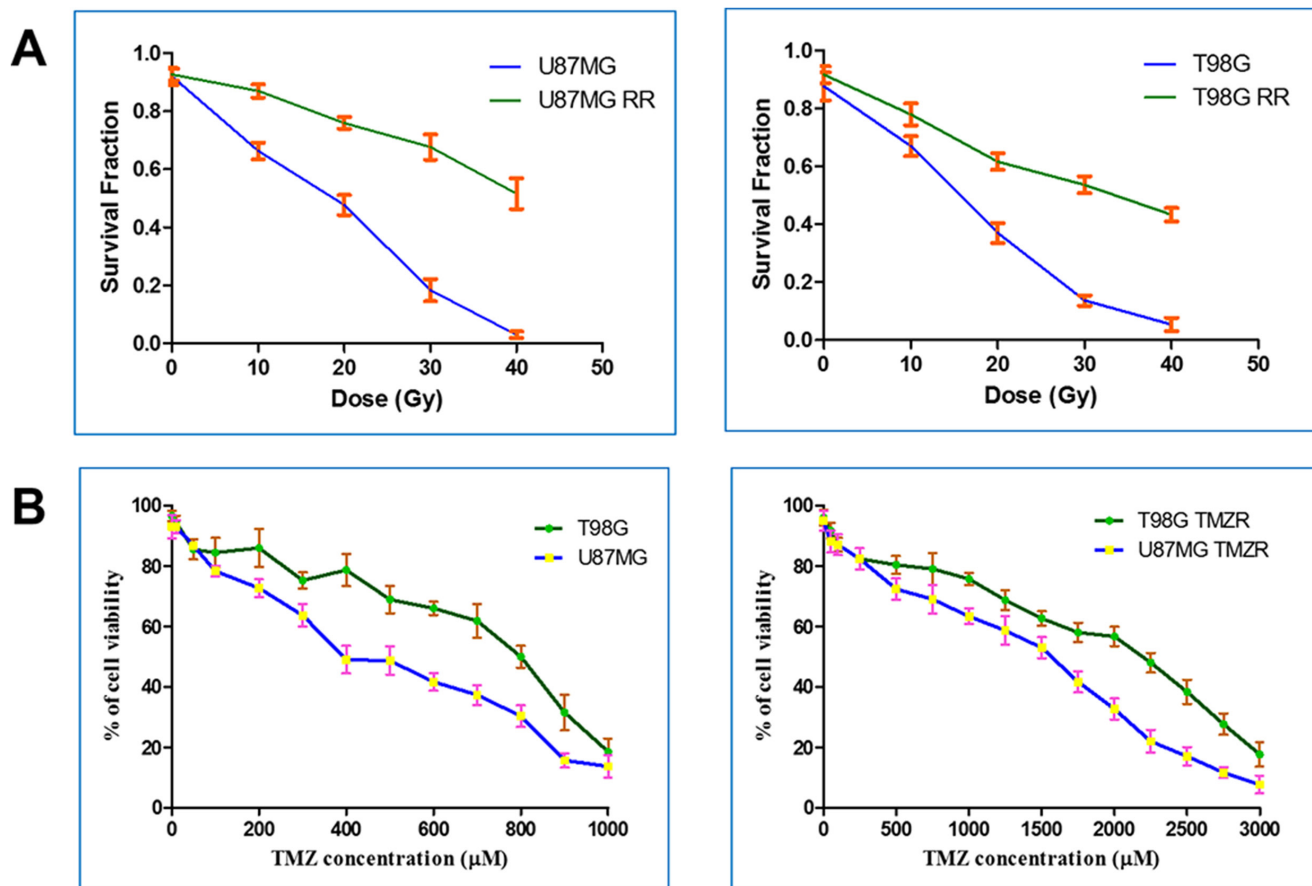 A
1.0
0.8
0.6
0.4
0.2
0.0
Survival Fraction
U87MG
U87MG RR
0 10 20 30 40 50
Dose (Gy)
1.0
0.8
0.6
0.4
0.2
0.0
Survival Fraction
T98G
T98G RR
0 10 20 30 40 50
Dose (Gy)
B
100
80
60
40
20
0
% of cell viability
T98G
U87MG
0 200 400 600 800 1000
TMZ concentration (μM)
100
80
60
40
20
0
% of cell viability
T98G TMZR
U87MG TMZR
0 500 1000 1500 2000 2500 3000
TMZ concentration (μM)